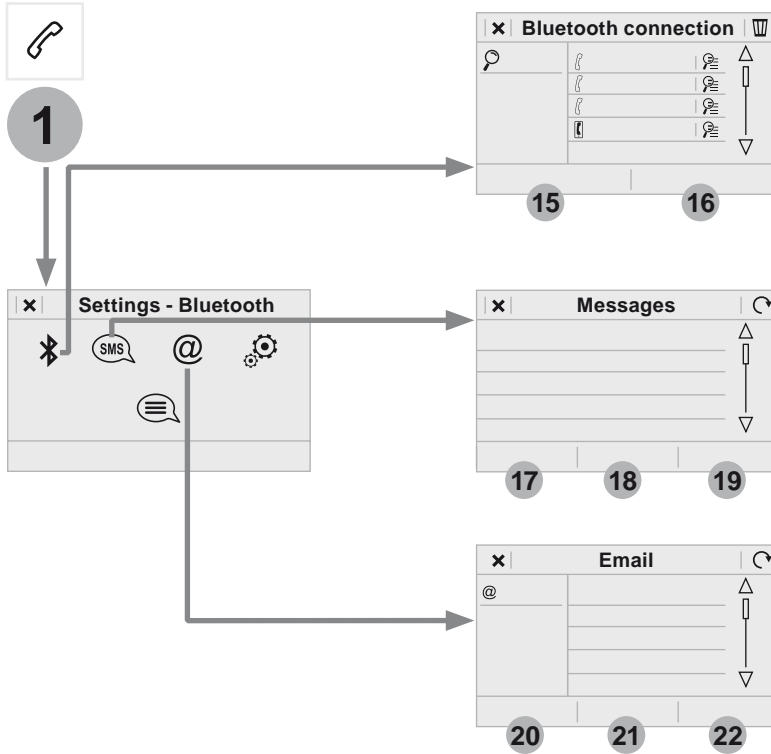 1
Bluetooth connection
15
16
Settings - Bluetooth
SMS
@
Messages
17
18
19
Email
@
20
21
22